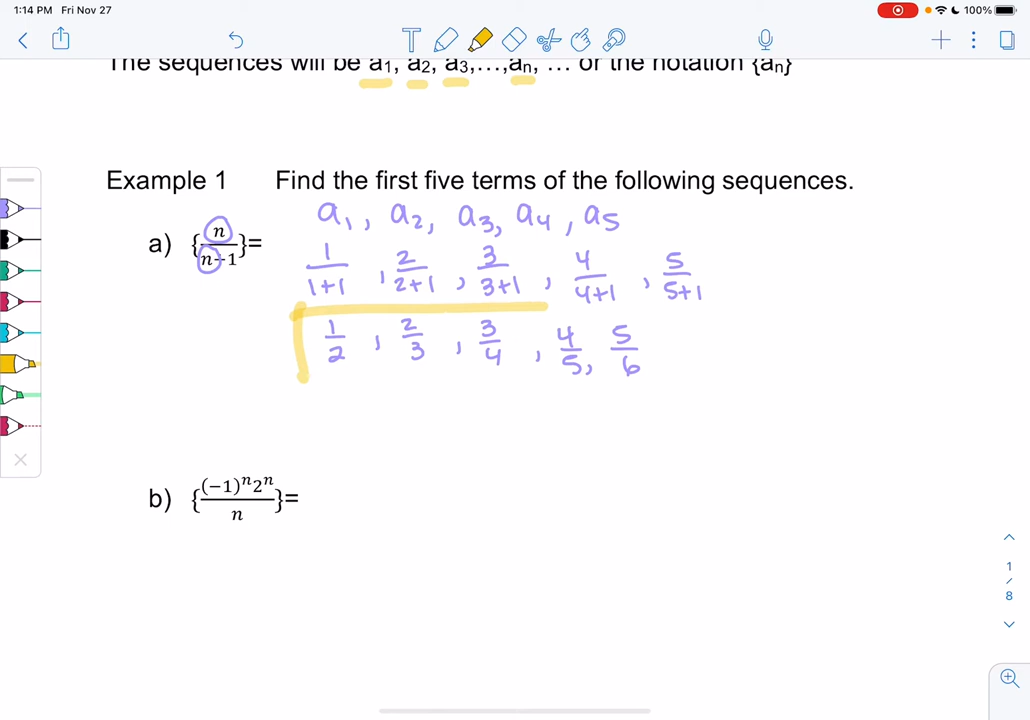 1:14 PM Fri Nov 27
100%
The sequences will be a₁, a₂, a₃,…,aₙ, … or the notation {aₙ}
Example 1 Find the first five terms of the following sequences.
a₁, a₂, a₃, a₄, a₅
a) {n/(n+1)}=
1/(1+1), 2/(2+1), 3/(3+1), 4/(4+1), 5/(5+1)
1/2, 2/3, 3/4, 4/5, 5/6
b) {(−1)ⁿ2ⁿ/n}=
1
/
8